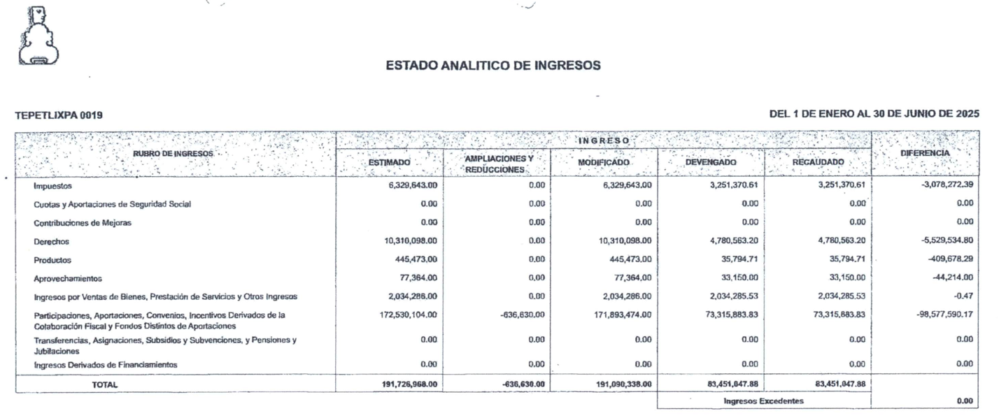 ESTADO ANALITICO DE INGRESOS
TEPETLIXPA 0019 DEL 1 DE ENERO AL 30 DE JUNIO DE 2025
INGRESO
RUBRO DE INGRESOS ESTIMADO AMPLIACIONES Y REDUCCIONES MODIFICADO DEVENGADO RECAUDADO DIFERENCIA
Impuestos 6,329,643.00 0.00 6,329,643.00 3,251,370.61 3,251,370.61 -3,078,272.39
Cuotas y Aportaciones de Seguridad Social 0.00 0.00 0.00 0.00 0.00 0.00
Contribuciones de Mejoras 0.00 0.00 0.00 0.00 0.00 0.00
Derechos 10,310,098.00 0.00 10,310,098.00 4,780,563.20 4,780,563.20 -5,529,534.80
Productos 445,473.00 0.00 445,473.00 35,794.71 35,794.71 -409,678.29
Aprovechamientos 77,364.00 0.00 77,364.00 33,150.00 33,150.00 -44,214.00
Ingresos por Ventas de Bienes, Prestación de Servicios y Otros Ingresos 2,034,286.00 0.00 2,034,286.00 2,034,285.53 2,034,285.53 -0.47
Participaciones, Aportaciones, Convenios, Incentivos Derivados de la 172,530,104.00 -636,630.00 171,893,474.00 73,315,883.83 73,315,883.83 -98,577,590.17
Colaboración Fiscal y Fondos Distintos de Aportaciones
Transferencias, Asignaciones, Subsidios y Subvenciones, y Pensiones y 0.00 0.00 0.00 0.00 0.00 0.00
Jubilaciones
Ingresos Derivados de Financiamientos 0.00 0.00 0.00 0.00 0.00 0.00
TOTAL 191,726,968.00 -636,630.00 191,090,338.00 83,451,047.88 83,451,047.88
Ingresos Excedentes 0.00